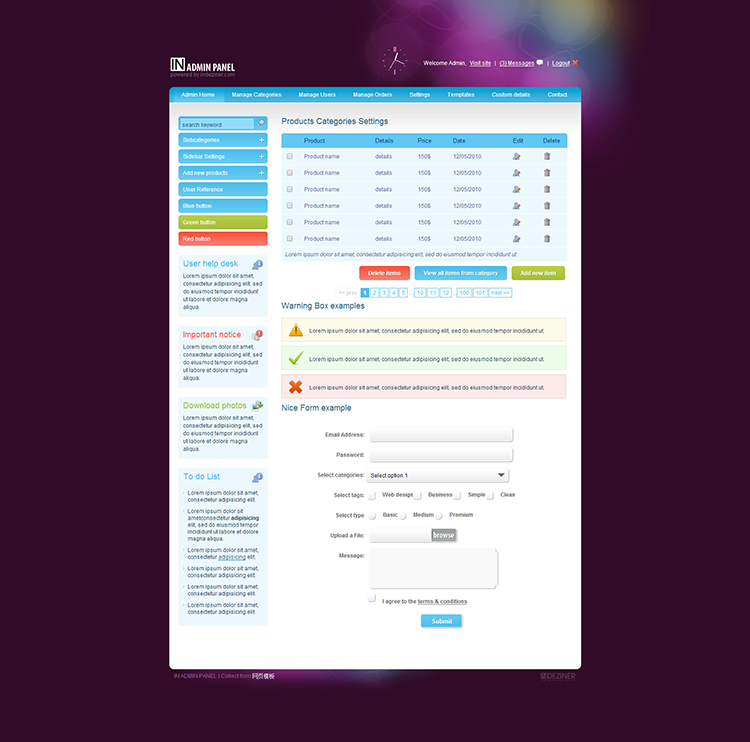 IN ADMIN PANEL
powered by indeziner.com
Welcome Admin, Visit site | (3) Messages | Logout
Admin Home Manage Categories Manage Users Manage Orders Settings Templates Custom details Contact
search keyword
Subcategories +
Sidebar Settings +
Add new products +
User Reference
Blue button
Green button
Red button
User help desk
Lorem ipsum dolor sit amet,
consectetur adipisicing elit, sed
do eiusmod tempor incididunt
ut labore et dolore magna
aliqua.
Important notice
Lorem ipsum dolor sit amet,
consectetur adipisicing elit, sed
do eiusmod tempor incididunt
ut labore et dolore magna
aliqua.
Download photos
Lorem ipsum dolor sit amet,
consectetur adipisicing elit, sed
do eiusmod tempor incididunt
ut labore et dolore magna
aliqua.
To do List
Lorem ipsum dolor sit amet,
consectetur adipisicing elit.
Lorem ipsum dolor sit
ametconsectetur adipisicing
elit, sed do eiusmod tempor
incididunt ut labore et dolore
magna aliqua.
Lorem ipsum dolor sit amet,
consectetur adipisicing elit.
Lorem ipsum dolor sit amet,
consectetur adipisicing elit.
Lorem ipsum dolor sit amet,
consectetur adipisicing elit.
Lorem ipsum dolor sit amet,
consectetur adipisicing elit.
Products Categories Settings
Product Details Price Date Edit Delete
Product name details 150$ 12/05/2010
Product name details 150$ 12/05/2010
Product name details 150$ 12/05/2010
Product name details 150$ 12/05/2010
Product name details 150$ 12/05/2010
Product name details 150$ 12/05/2010
Lorem ipsum dolor sit amet, consectetur adipisicing elit, sed do eiusmod tempor incididunt ut.
Delete items View all items from category Add new item
<< prev 1 2 3 4 5 ... 10 11 12 ... 100 101 next >>
Warning Box examples
Lorem ipsum dolor sit amet, consectetur adipisicing elit, sed do eiusmod tempor incididunt ut.
Lorem ipsum dolor sit amet, consectetur adipisicing elit, sed do eiusmod tempor incididunt ut.
Lorem ipsum dolor sit amet, consectetur adipisicing elit, sed do eiusmod tempor incididunt ut.
Nice Form example
Email Address:
Password:
Select categories: Select option 1
Select tags: Web design Business Simple Clean
Select type Basic Medium Premium
Upload a File: browse
Message:
I agree to the terms & conditions
Submit
IN ADMIN PANEL | Collect from 网页模板
INDEZINER